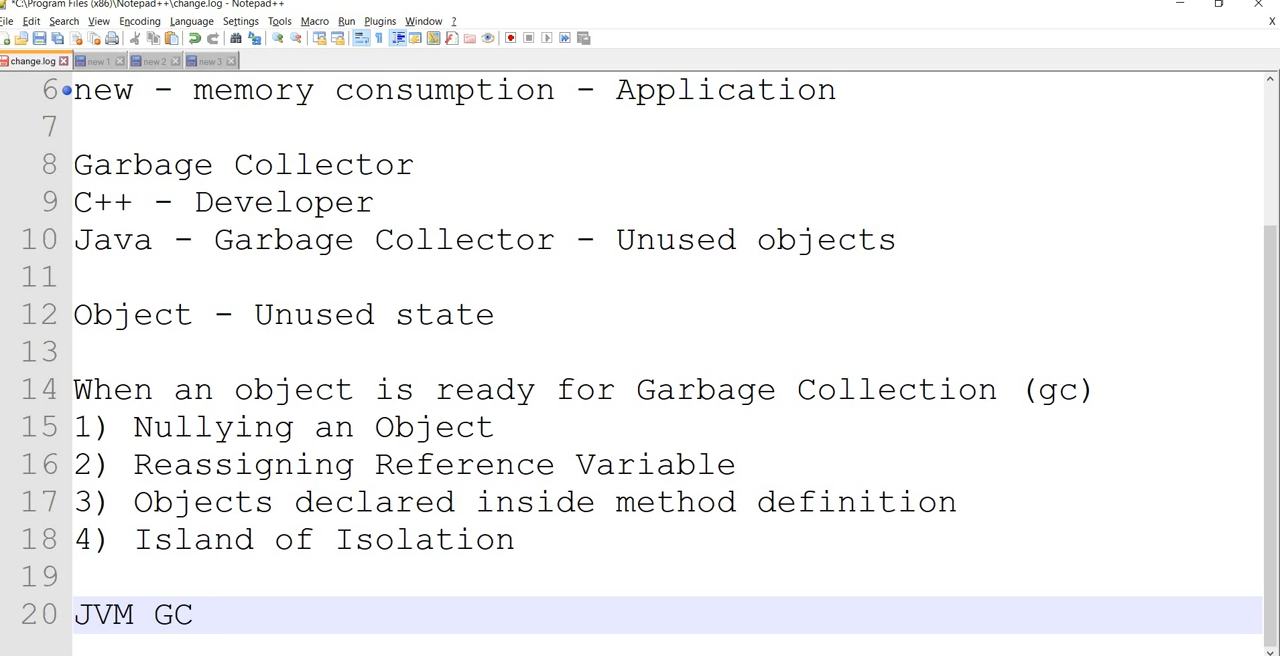 *C:\Program Files (x86)\Notepad++\change.log - Notepad++
File Edit Search View Encoding Language Settings Tools Macro Run Plugins Window ? X
change.log new 1 new 2 new 3
6 new - memory consumption - Application
7
8 Garbage Collector
9 C++ - Developer
10 Java - Garbage Collector - Unused objects
11
12 Object - Unused state
13
14 When an object is ready for Garbage Collection (gc)
15 1) Nullying an Object
16 2) Reassigning Reference Variable
17 3) Objects declared inside method definition
18 4) Island of Isolation
19
20 JVM GC